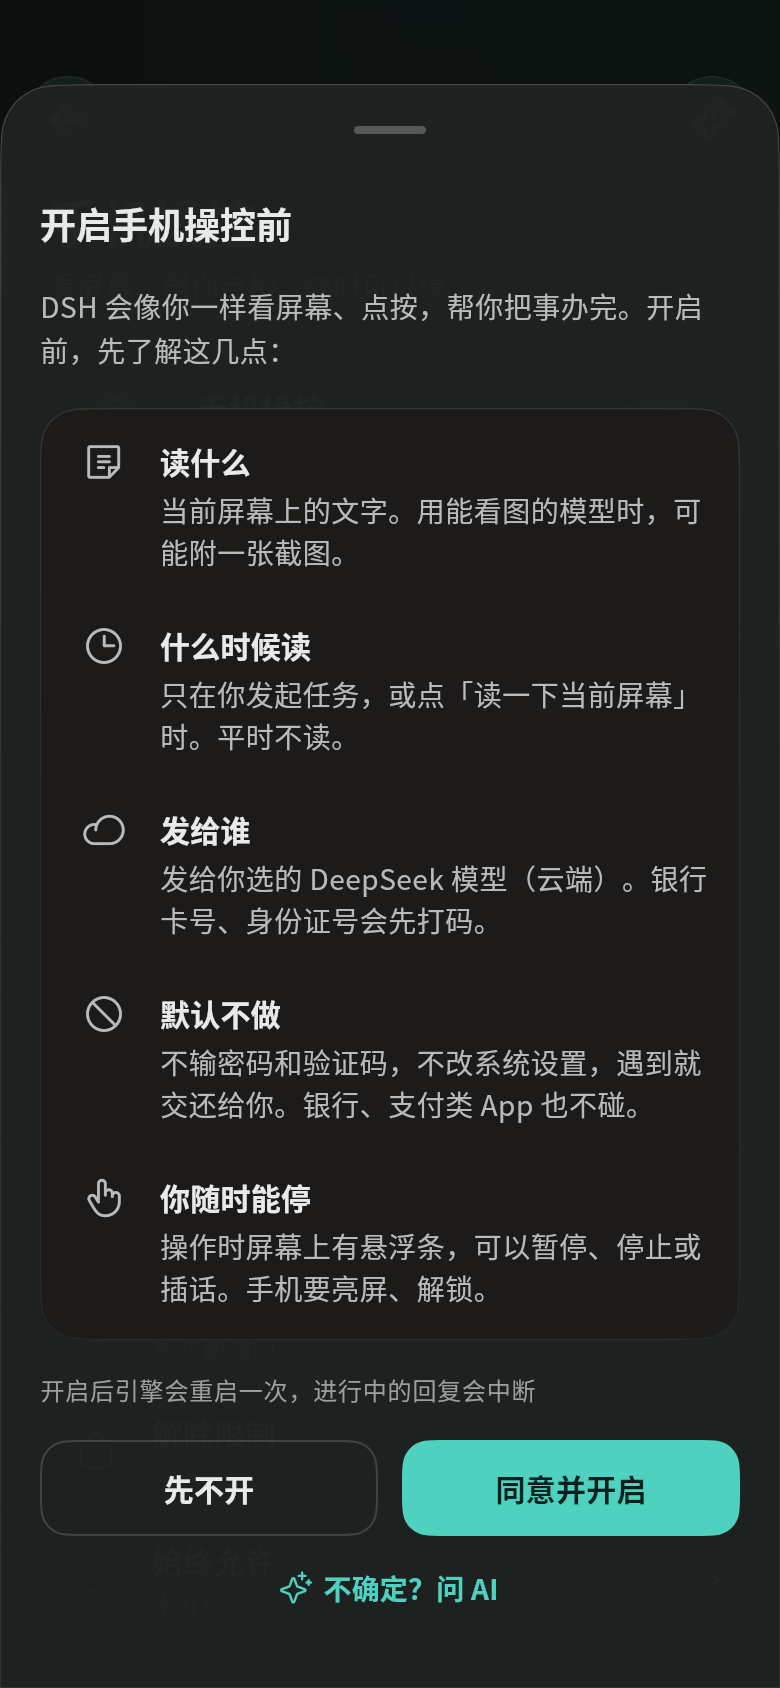 开启手机操控前
DSH 会像你一样看屏幕、点按，帮你把事办完。开启
前，先了解这几点：
读什么
当前屏幕上的文字。用能看图的模型时，可
能附一张截图。
什么时候读
只在你发起任务，或点「读一下当前屏幕」
时。平时不读。
发给谁
发给你选的 DeepSeek 模型（云端）。银行
卡号、身份证号会先打码。
默认不做
不输密码和验证码，不改系统设置，遇到就
交还给你。银行、支付类 App 也不碰。
你随时能停
操作时屏幕上有悬浮条，可以暂停、停止或
插话。手机要亮屏、解锁。
开启后引擎会重启一次，进行中的回复会中断
解除限制
先不开
同意并开启
始终允许
不确定？问 AI